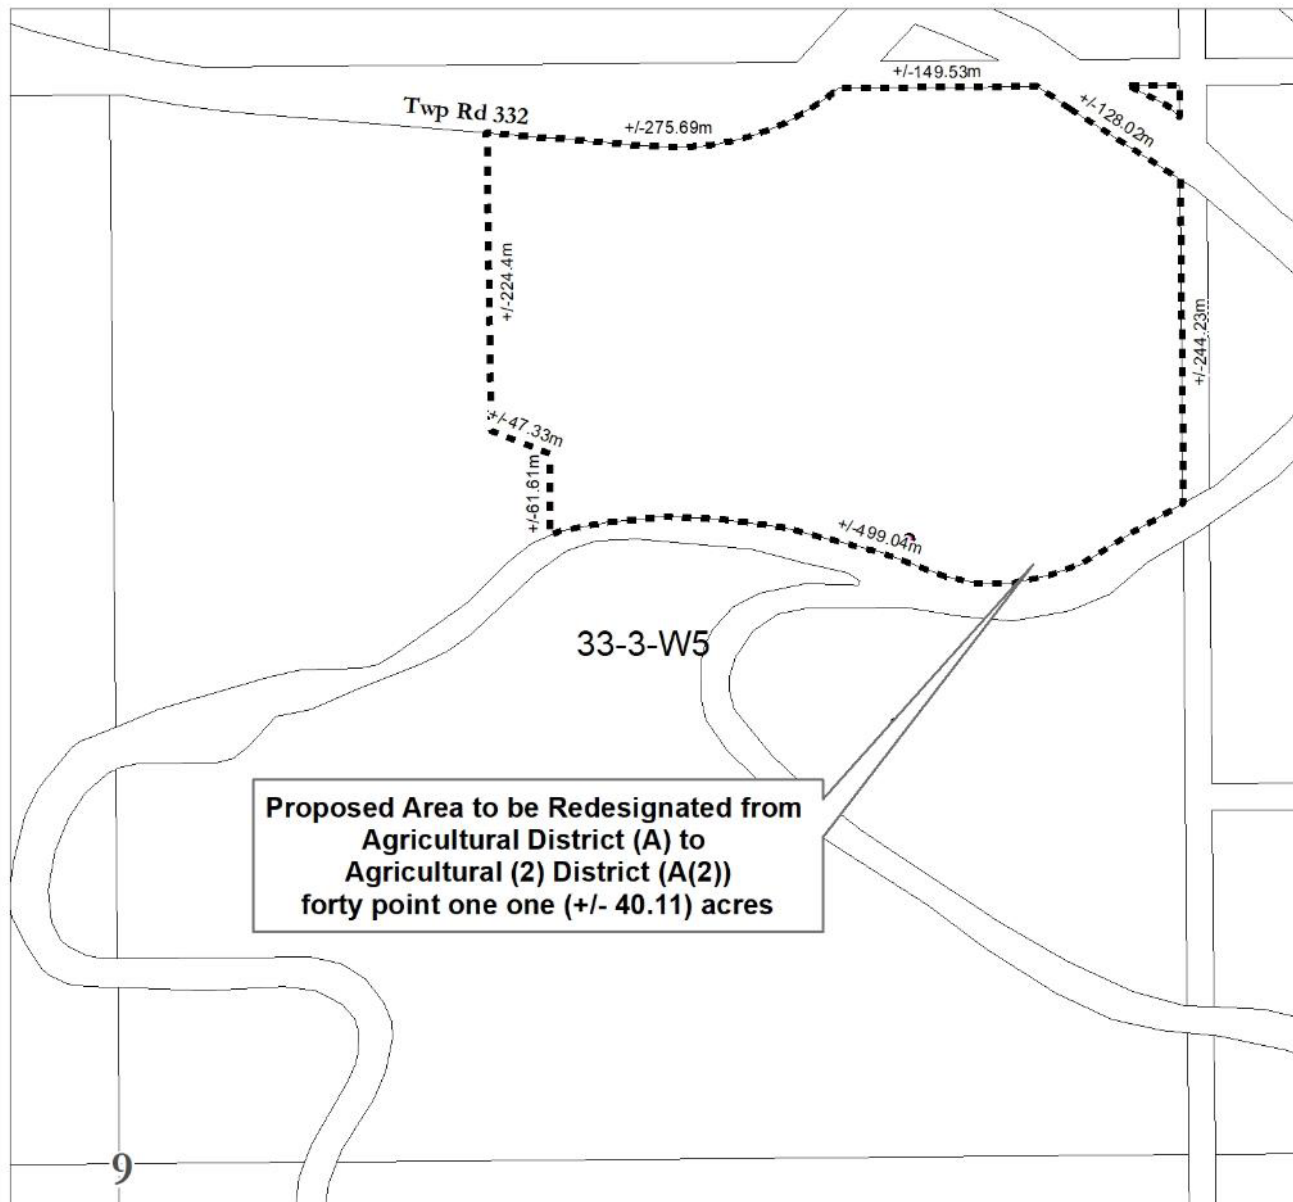 +/-149.53m
Twp Rd 332
+/-275.69m
+/-128.02m
+/-224.4m
+/-244.23m
+/-47.33m
+/-61.61m
+/-499.04m
33-3-W5
Proposed Area to be Redesignated from
Agricultural District (A) to
Agricultural (2) District (A(2))
forty point one one (+/- 40.11) acres
9